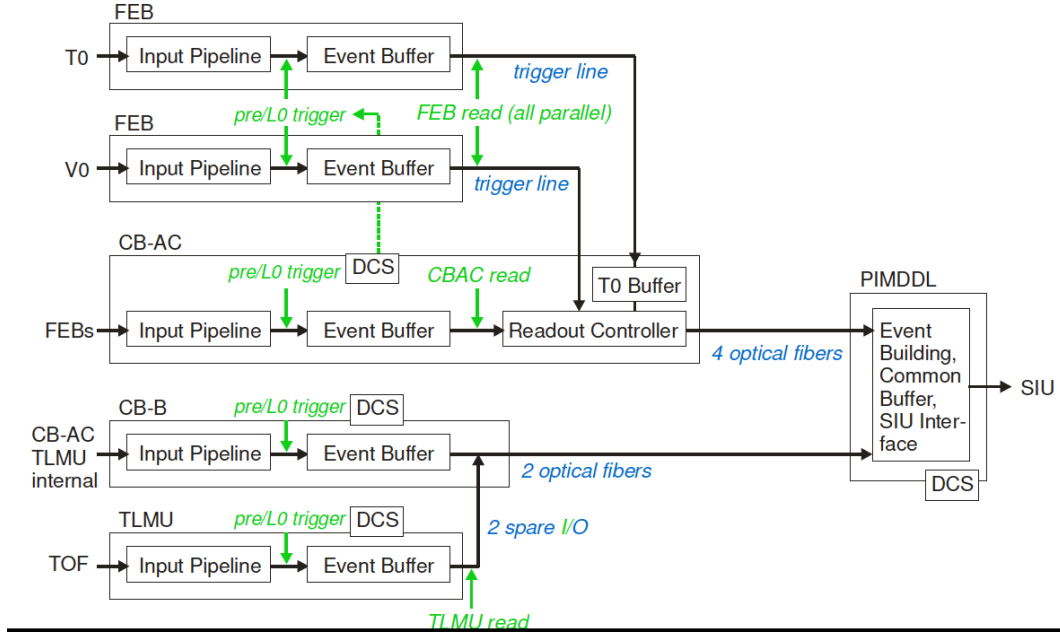 FEB
T0
Input Pipeline
Event Buffer
trigger line
pre/L0 trigger
FEB read (all parallel)
FEB
V0
Input Pipeline
Event Buffer
trigger line
CB-AC
pre/L0 trigger
DCS
CBAC read
T0 Buffer
FEBs
Input Pipeline
Event Buffer
Readout Controller
4 optical fibers
PIMDDL
Event
Building,
Common
Buffer,
SIU Inter-
face
SIU
DCS
CB-B
pre/L0 trigger
DCS
CB-AC
TLMU
internal
Input Pipeline
Event Buffer
2 optical fibers
TLMU
pre/L0 trigger
DCS
2 spare I/O
TOF
Input Pipeline
Event Buffer
TLMU read